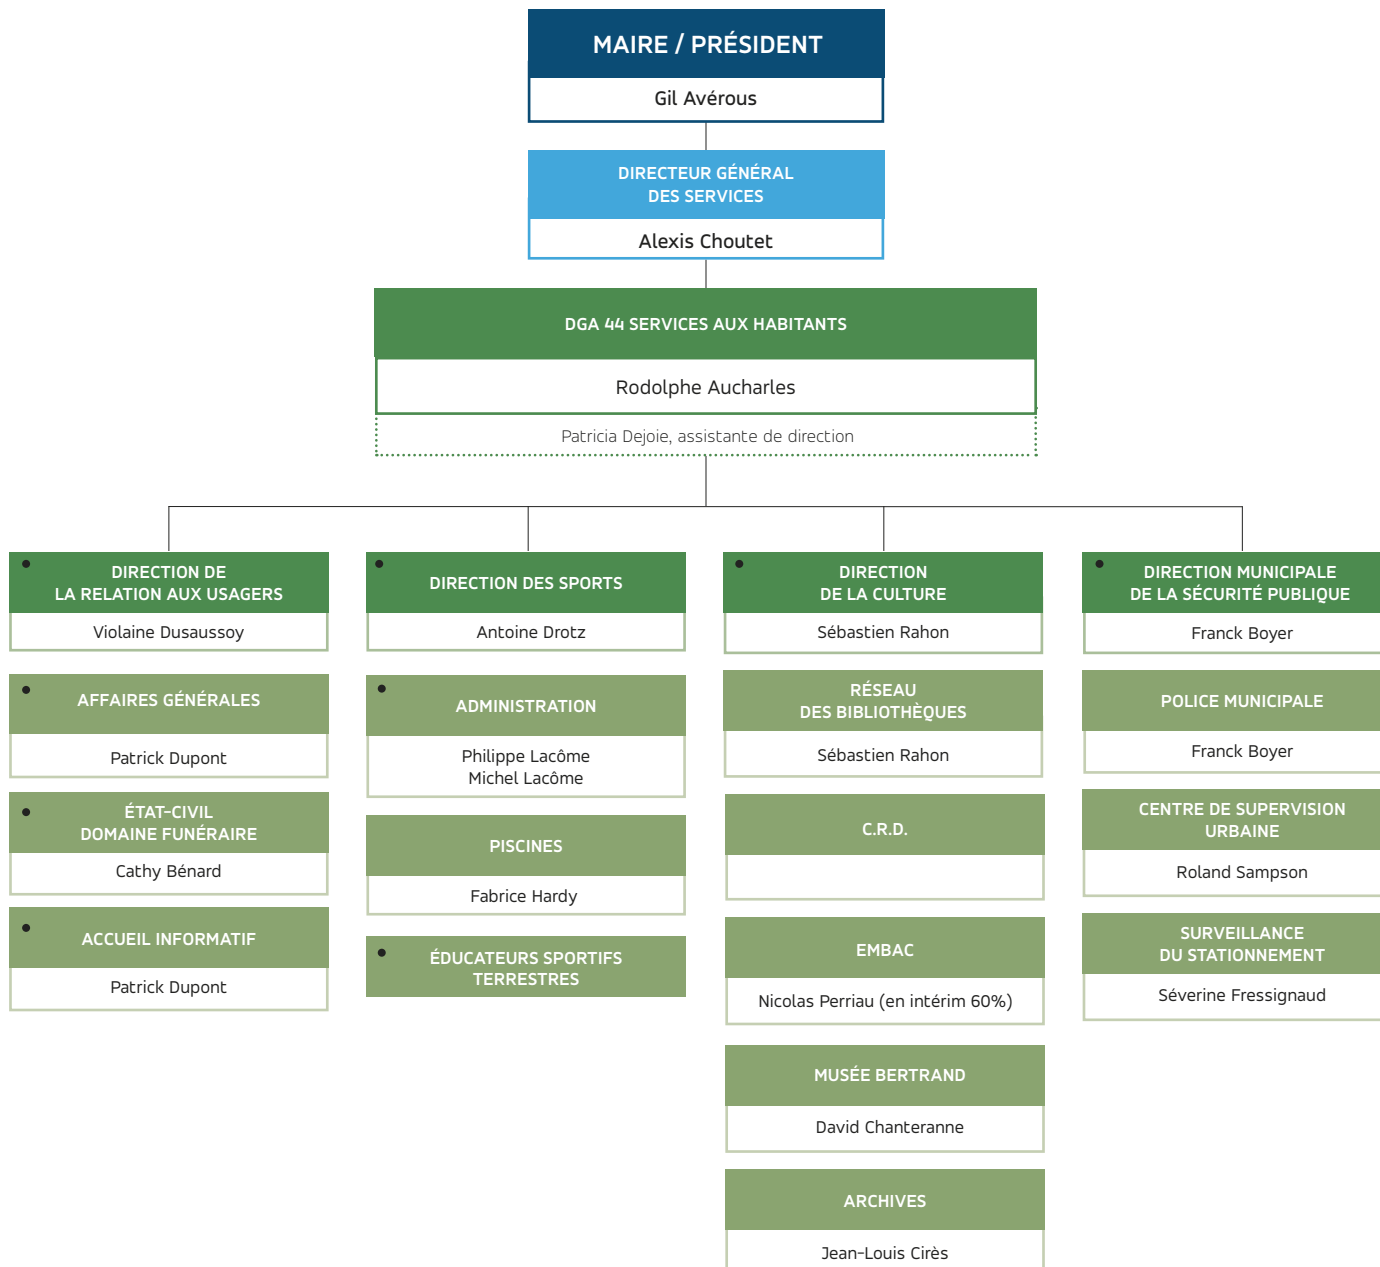 MAIRE / PRÉSIDENT
Gil Avérous
DIRECTEUR GÉNÉRAL
DES SERVICES
Alexis Choutet
DGA 44 SERVICES AUX HABITANTS
Rodolphe Aucharles
Patricia Dejoie, assistante de direction
DIRECTION DE
LA RELATION AUX USAGERS
Violaine Dusaussoy
AFFAIRES GÉNÉRALES
Patrick Dupont
ÉTAT-CIVIL
DOMAINE FUNÉRAIRE
Cathy Bénard
ACCUEIL INFORMATIF
Patrick Dupont
DIRECTION DES SPORTS
Antoine Drotz
ADMINISTRATION
Philippe Lacôme
Michel Lacôme
PISCINES
Fabrice Hardy
ÉDUCATEURS SPORTIFS
TERRESTRES
DIRECTION
DE LA CULTURE
Sébastien Rahon
RÉSEAU
DES BIBLIOTHÈQUES
Sébastien Rahon
C.R.D.
EMBAC
Nicolas Perriau (en intérim 60%)
MUSÉE BERTRAND
David Chanteranne
ARCHIVES
Jean-Louis Cirès
DIRECTION MUNICIPALE
DE LA SÉCURITÉ PUBLIQUE
Franck Boyer
POLICE MUNICIPALE
Franck Boyer
CENTRE DE SUPERVISION
URBAINE
Roland Sampson
SURVEILLANCE
DU STATIONNEMENT
Séverine Fressignaud